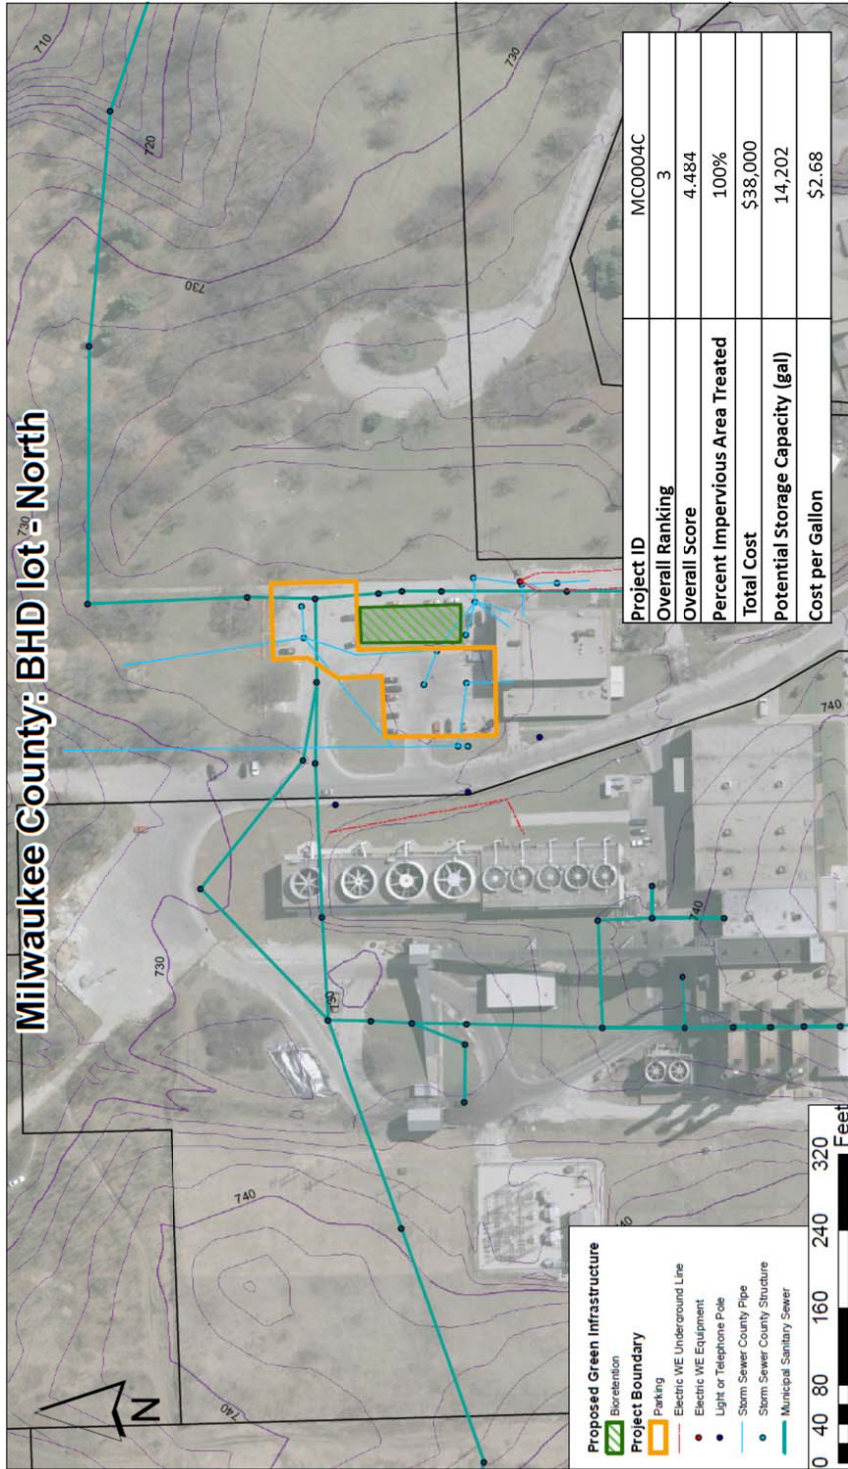 Milwaukee County: BHD lot - North
710
720
730
730
730
730
730
740
740
740
740
740
Project ID MC0004C
Overall Ranking 3
Overall Score 4.484
Percent Impervious Area Treated 100%
Total Cost $38,000
Potential Storage Capacity (gal) 14,202
Cost per Gallon $2.68
N
Proposed Green Infrastructure
Bioretention
Project Boundary
Parking
Electric WE Underground Line
Electric WE Equipment
Light or Telephone Pole
Storm Sewer County Pipe
Storm Sewer County Structure
Municipal Sanitary Sewer
0 40 80 160 240 320
Feet